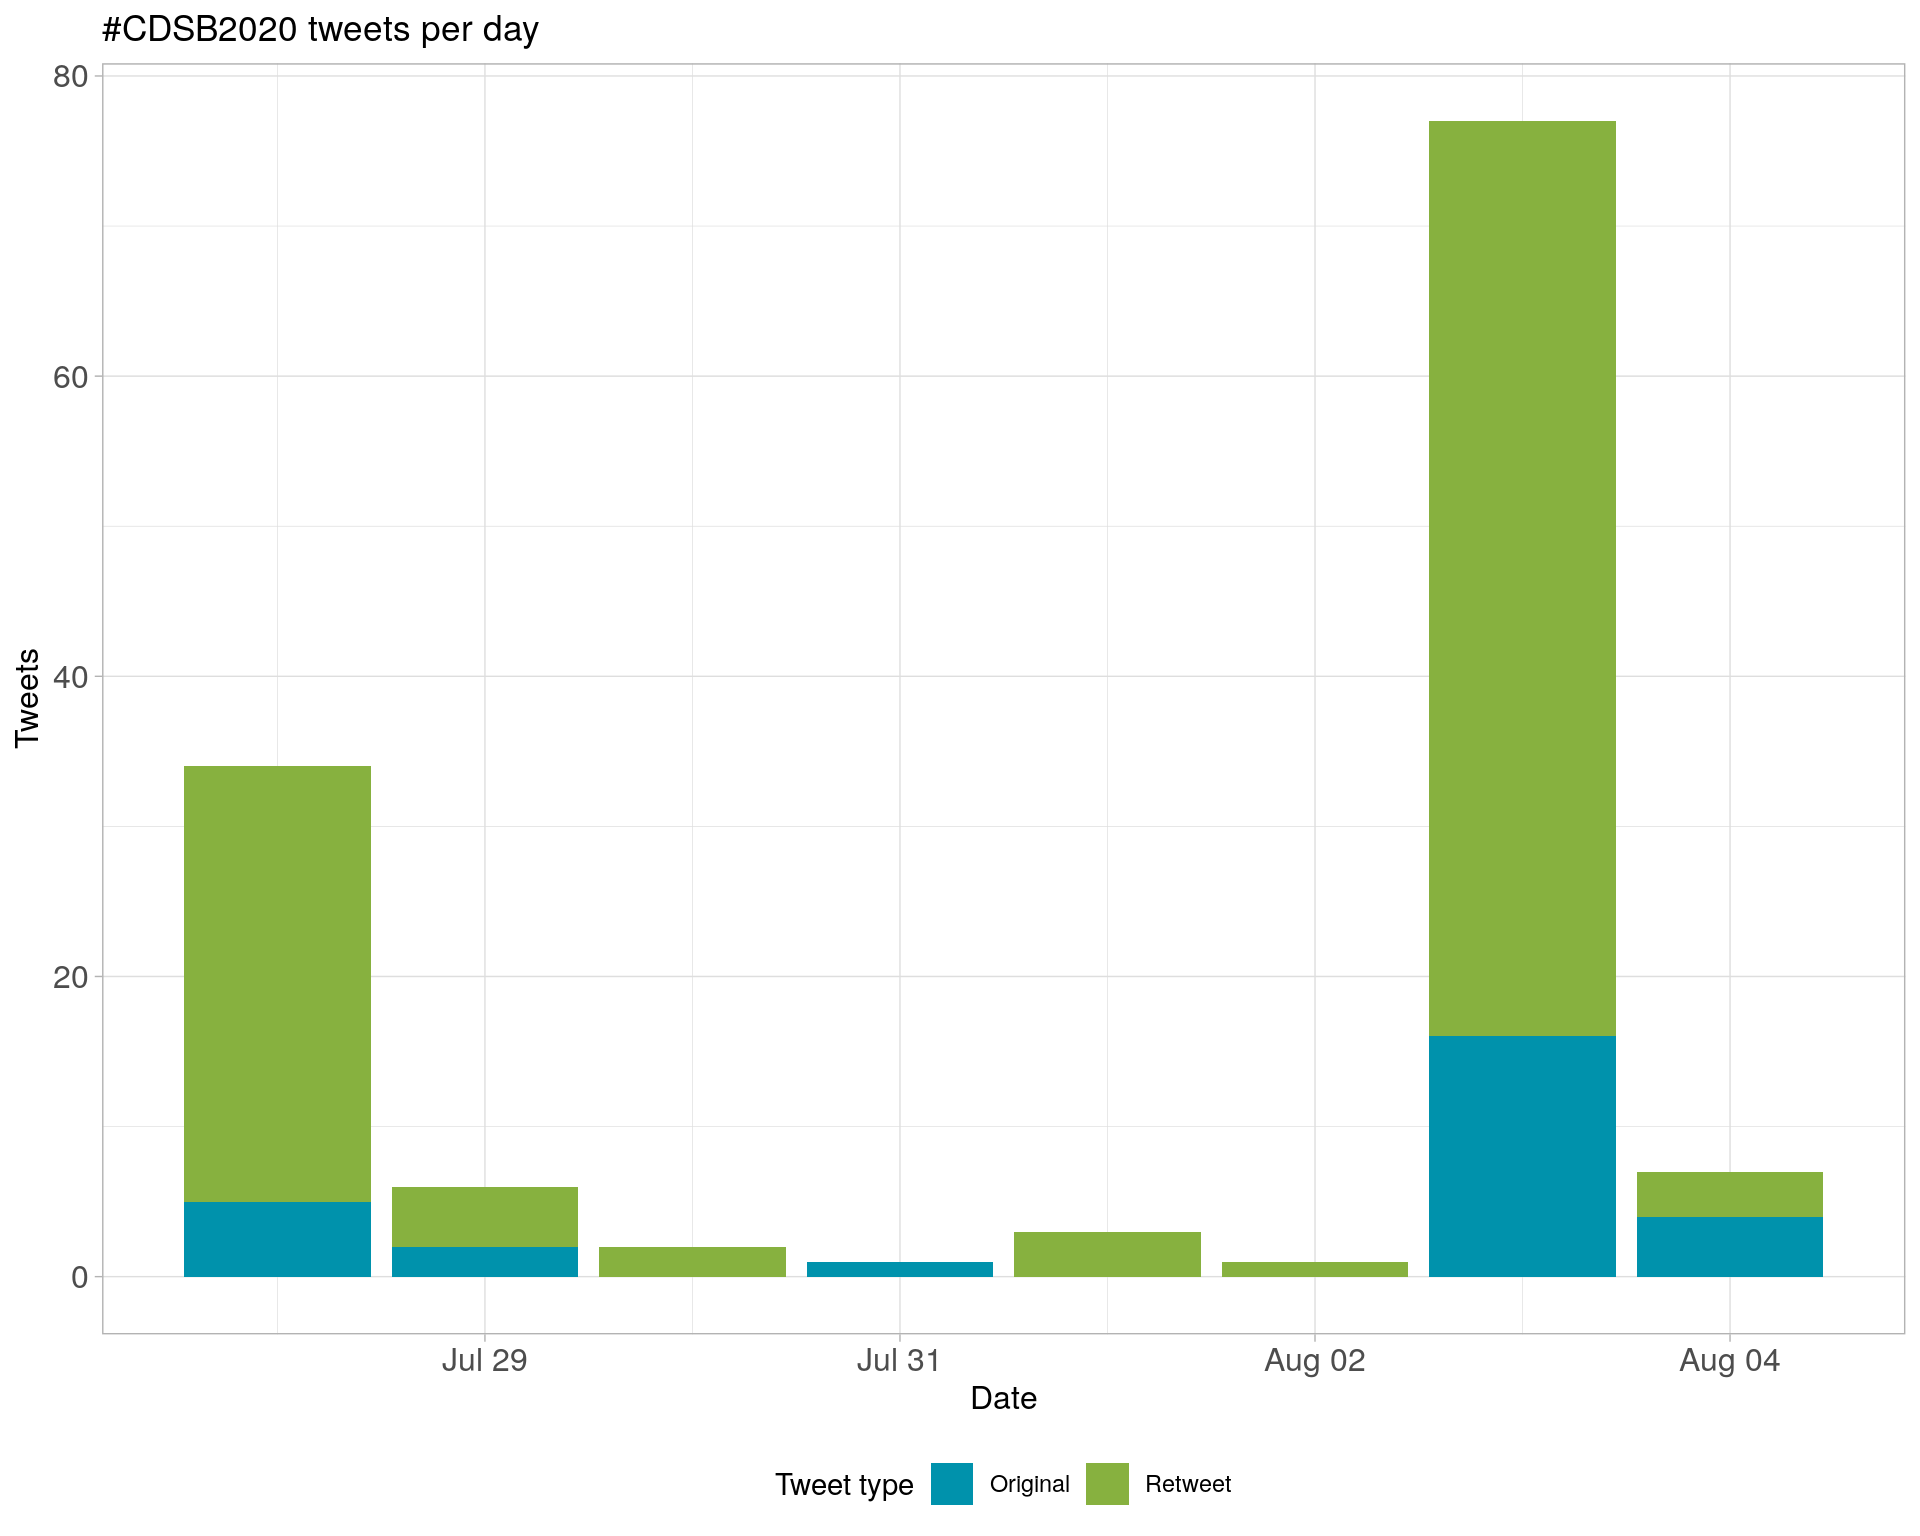 #CDSB2020 tweets per day
80
60
40
20
0
Tweets
Jul 29 Jul 31 Aug 02 Aug 04
Date
Tweet type Original Retweet